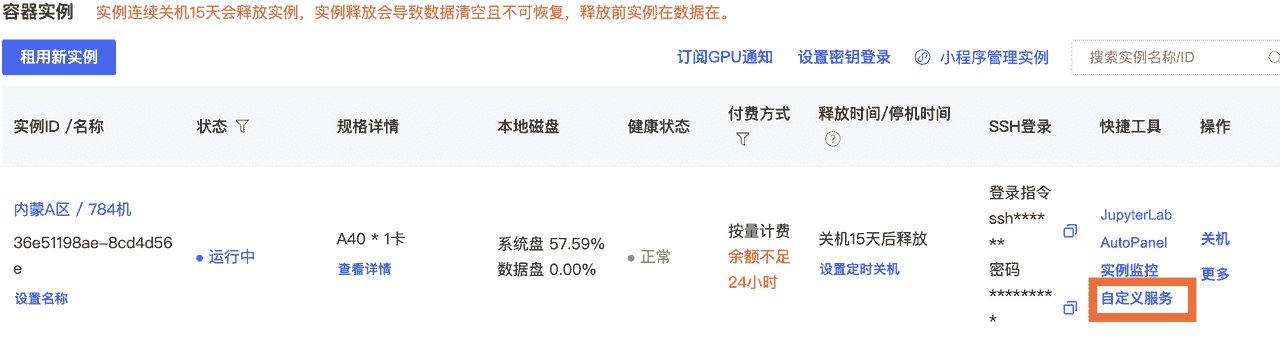 容器实例 实例连续关机15天会释放实例，实例释放会导致数据清空且不可恢复，释放前实例在数据在。
租用新实例 订阅GPU通知 设置密钥登录 小程序管理实例 搜索实例名称/ID
实例ID /名称 状态 规格详情 本地磁盘 健康状态 付费方式 释放时间/停机时间 SSH登录 快捷工具 操作
内蒙A区 / 784机
36e51198ae-8cd4d56
e
设置名称
运行中
A40 * 1卡
查看详情
系统盘 57.59%
数据盘 0.00%
正常
按量计费
余额不足
24小时
关机15天后释放
设置定时关机
登录指令
ssh****
**
密码
********
*
JupyterLab
AutoPanel
实例监控
自定义服务
关机
更多